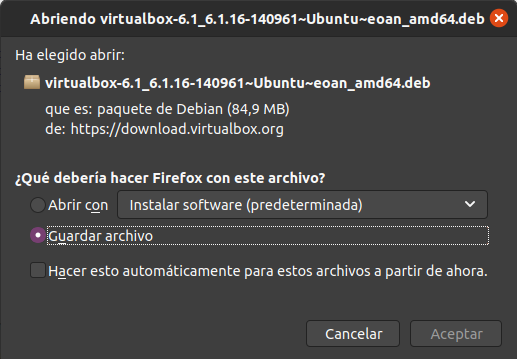 Abriendo virtualbox-6.1_6.1.16-140961~Ubuntu~eoan_amd64.deb
Ha elegido abrir:
virtualbox-6.1_6.1.16-140961~Ubuntu~eoan_amd64.deb
que es: paquete de Debian (84,9 MB)
de: https://download.virtualbox.org
¿Qué debería hacer Firefox con este archivo?
Abrir con Instalar software (predeterminada)
Guardar archivo
Hacer esto automáticamente para estos archivos a partir de ahora.
Cancelar Aceptar